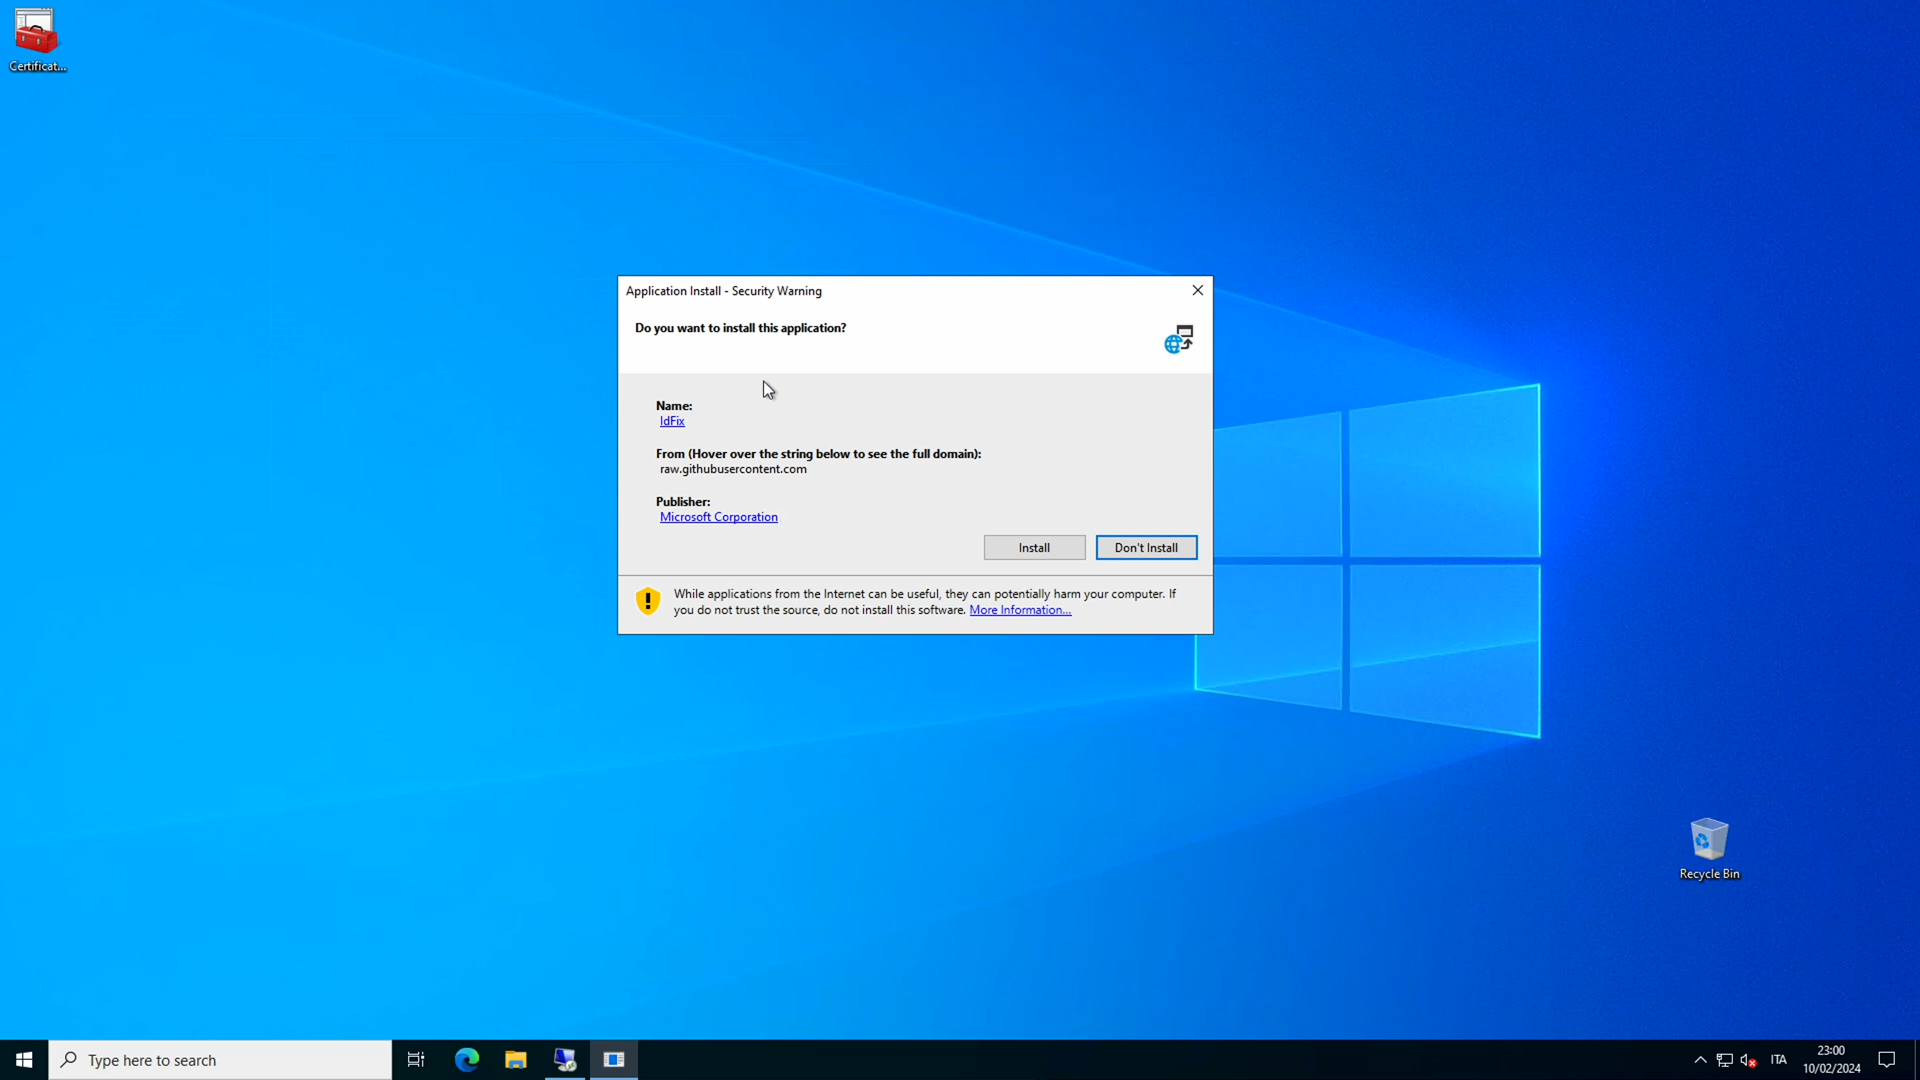 Certificat...
Application Install - Security Warning
Do you want to install this application?
Name:
IdFix
From (Hover over the string below to see the full domain):
raw.githubusercontent.com
Publisher:
Microsoft Corporation
Install
Don't Install
While applications from the Internet can be useful, they can potentially harm your computer. If
you do not trust the source, do not install this software. More Information...
Recycle Bin
Type here to search
ITA
23:00
10/02/2024